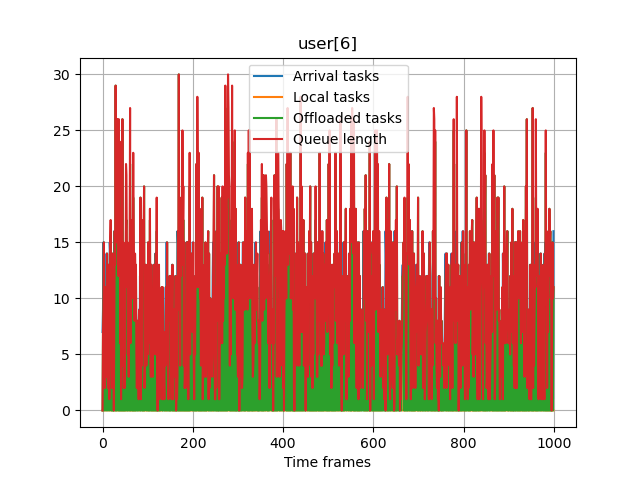 user[6]
30
25
20
15
10
5
0
Arrival tasks
Local tasks
Offloaded tasks
Queue length
0 200 400 600 800 1000
Time frames